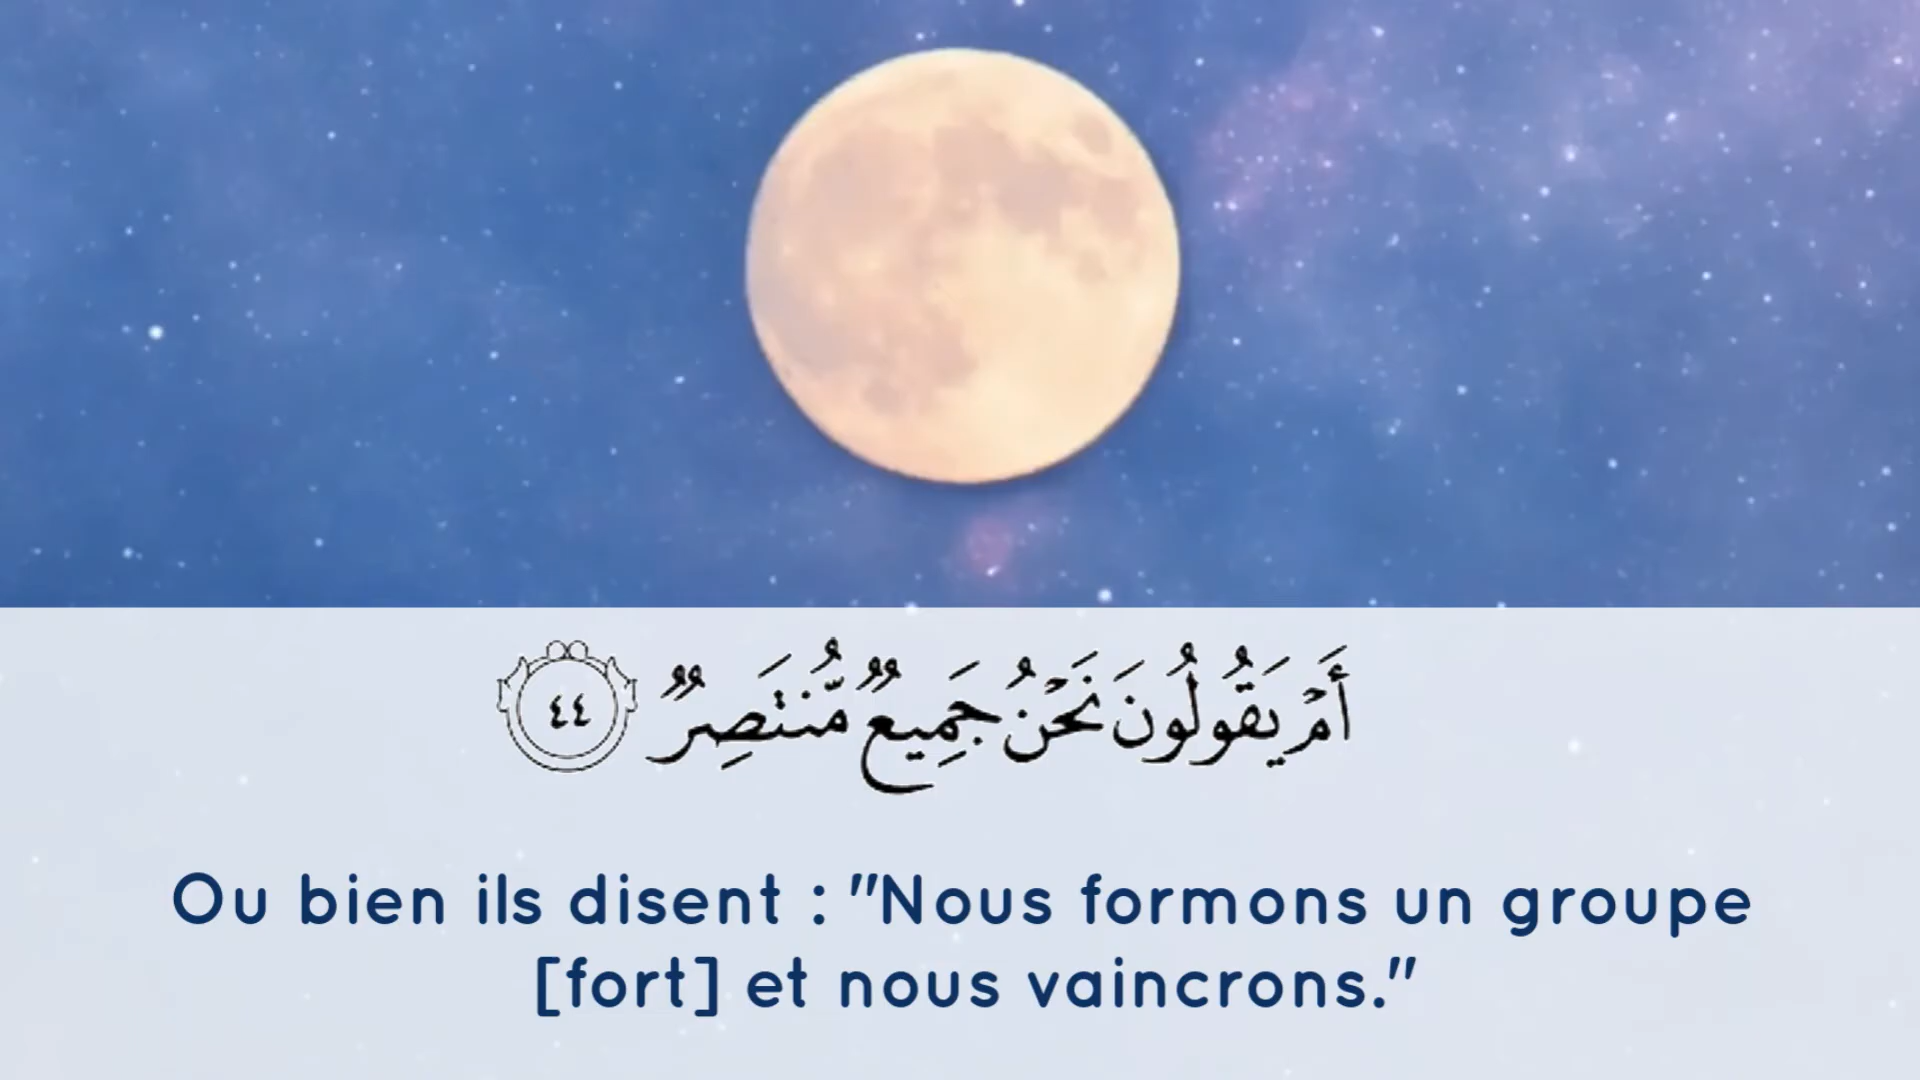 أَمْ يَقُولُونَ نَحْنُ جَمِيعٌ مُّنتَصِرٌ ٤٤
Ou bien ils disent : "Nous formons un groupe
[fort] et nous vaincrons."